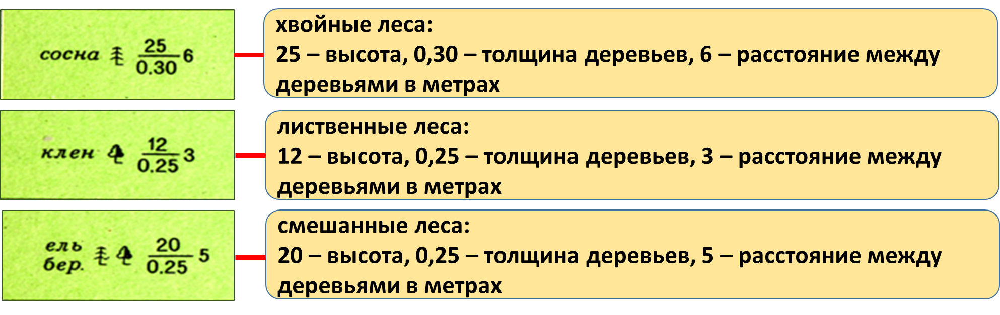 сосна 25/0.30 6
хвойные леса:
25 – высота, 0,30 – толщина деревьев, 6 – расстояние между
деревьями в метрах
клен 12/0.25 3
лиственные леса:
12 – высота, 0,25 – толщина деревьев, 3 – расстояние между
деревьями в метрах
ель
бер. 20/0.25 5
смешанные леса:
20 – высота, 0,25 – толщина деревьев, 5 – расстояние между
деревьями в метрах